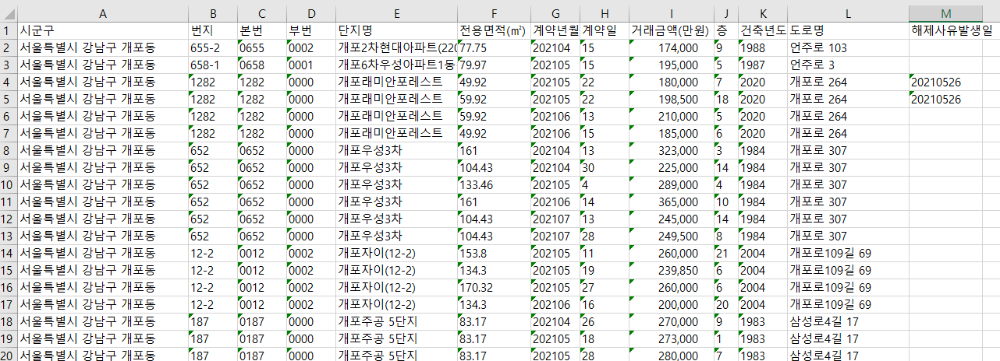 A B C D E F G H I J K L M
1 시군구 번지 본번 부번 단지명 전용면적(㎡) 계약년월 계약일 거래금액(만원) 층 건축년도 도로명 해제사유발생일
2 서울특별시 강남구 개포동 655-2 0655 0002 개포2차현대아파트(220 77.75 202104 15 174,000 9 1988 언주로 103
3 서울특별시 강남구 개포동 658-1 0658 0001 개포6차우성아파트1동 79.97 202105 15 195,000 5 1987 언주로 3
4 서울특별시 강남구 개포동 1282 1282 0000 개포래미안포레스트 49.92 202105 22 180,000 7 2020 개포로 264 20210526
5 서울특별시 강남구 개포동 1282 1282 0000 개포래미안포레스트 59.92 202105 22 198,500 18 2020 개포로 264 20210526
6 서울특별시 강남구 개포동 1282 1282 0000 개포래미안포레스트 59.92 202106 13 210,000 5 2020 개포로 264
7 서울특별시 강남구 개포동 1282 1282 0000 개포래미안포레스트 49.92 202106 15 185,000 6 2020 개포로 264
8 서울특별시 강남구 개포동 652 0652 0000 개포우성3차 161 202104 13 323,000 3 1984 개포로 307
9 서울특별시 강남구 개포동 652 0652 0000 개포우성3차 104.43 202104 30 225,000 14 1984 개포로 307
10 서울특별시 강남구 개포동 652 0652 0000 개포우성3차 133.46 202105 4 289,000 4 1984 개포로 307
11 서울특별시 강남구 개포동 652 0652 0000 개포우성3차 161 202106 14 365,000 10 1984 개포로 307
12 서울특별시 강남구 개포동 652 0652 0000 개포우성3차 104.43 202107 13 245,000 14 1984 개포로 307
13 서울특별시 강남구 개포동 652 0652 0000 개포우성3차 104.43 202107 28 249,500 8 1984 개포로 307
14 서울특별시 강남구 개포동 12-2 0012 0002 개포자이(12-2) 153.8 202105 11 260,000 21 2004 개포로109길 69
15 서울특별시 강남구 개포동 12-2 0012 0002 개포자이(12-2) 134.3 202105 19 239,850 6 2004 개포로109길 69
16 서울특별시 강남구 개포동 12-2 0012 0002 개포자이(12-2) 170.32 202105 27 260,000 6 2004 개포로109길 69
17 서울특별시 강남구 개포동 12-2 0012 0002 개포자이(12-2) 134.3 202106 16 200,000 20 2004 개포로109길 69
18 서울특별시 강남구 개포동 187 0187 0000 개포주공 5단지 83.17 202104 26 270,000 9 1983 삼성로4길 17
19 서울특별시 강남구 개포동 187 0187 0000 개포주공 5단지 83.17 202105 18 273,000 1 1983 삼성로4길 17
20 서울특별시 강남구 개포동 187 0187 0000 개포주공 5단지 83.17 202105 28 280,000 7 1983 삼성로4길 17